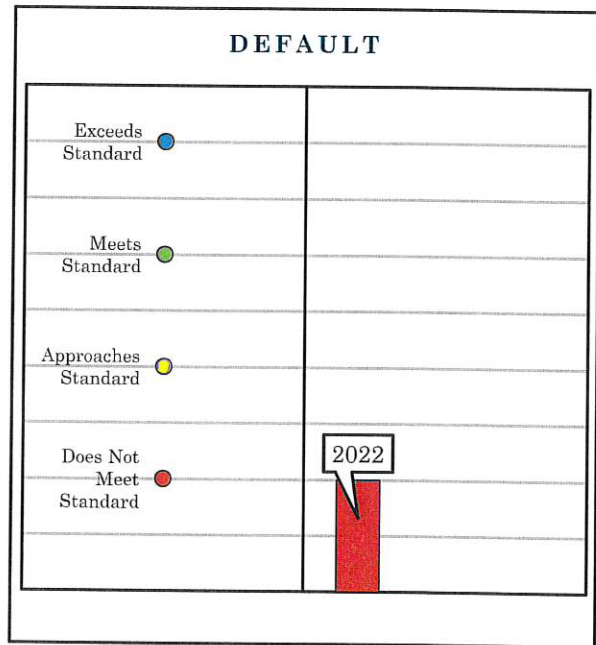 DEFAULT
Exceeds
Standard
Meets
Standard
Approaches
Standard
Does Not
Meet
Standard
2022